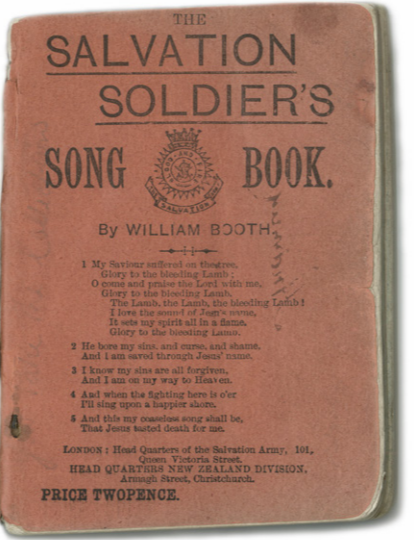 THE
SALVATION
SOLDIER'S
SONG BOOK.
By WILLIAM BOOTH.
1 My Saviour suffered on the tree,
Glory to the bleeding Lamb;
O come and praise the Lord with me,
Glory to the bleeding Lamb.
The Lamb, the Lamb, the bleeding Lamb!
I love the sound of Jesu's name,
It sets my spirit all in a flame.
Glory to the bleeding Lamb.
2 He bore my sins, and curse, and shame,
And I am saved through Jesus' name.
3 I know my sins are all forgiven,
And I am on my way to Heaven.
4 And when the fighting here is o'er
I'll sing upon a happier shore.
5 And this my ceaseless song shall be,
That Jesus tasted death for me.
LONDON: Head Quarters of the Salvation Army, 101,
Queen Victoria Street.
HEAD QUARTERS NEW ZEALAND DIVISION,
Armagh Street, Christchurch.
PRICE TWOPENCE.